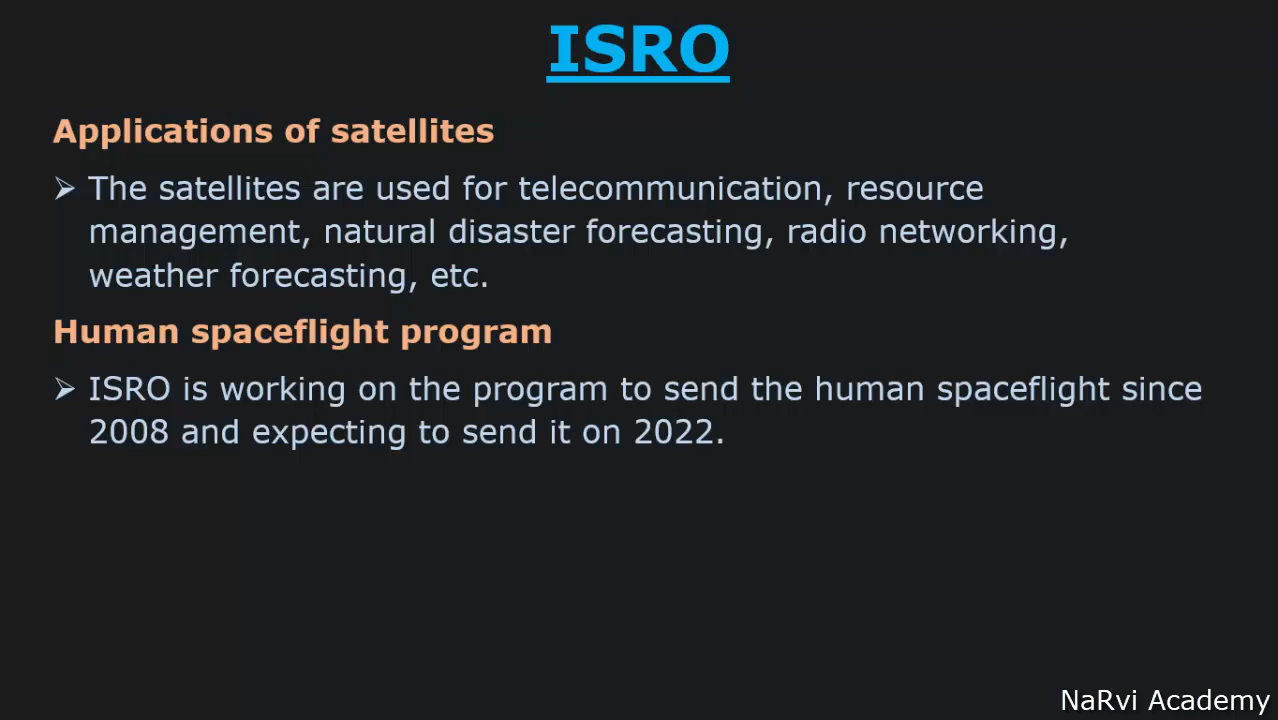 ISRO
Applications of satellites
➢ The satellites are used for telecommunication, resource
management, natural disaster forecasting, radio networking,
weather forecasting, etc.
Human spaceflight program
➢ ISRO is working on the program to send the human spaceflight since
2008 and expecting to send it on 2022.
NaRvi Academy